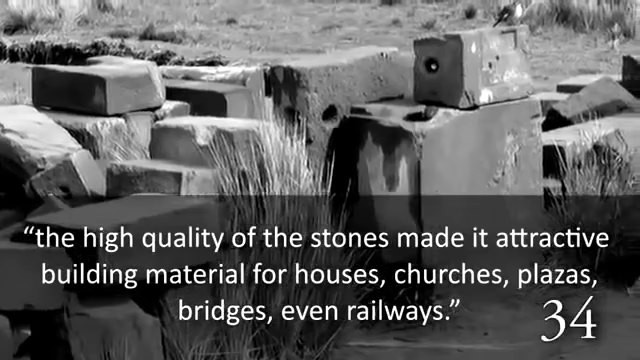 “the high quality of the stones made it attractive
building material for houses, churches, plazas,
bridges, even railways.”
34